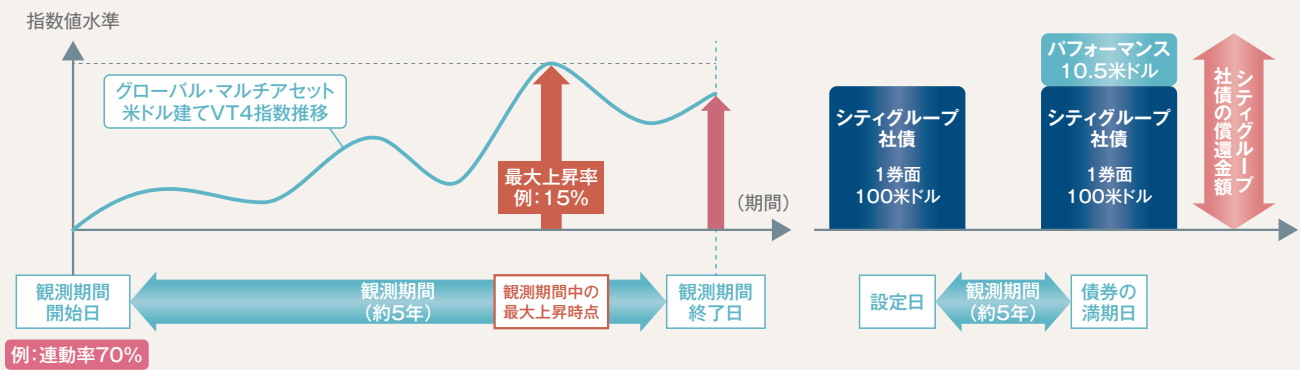 指数値水準
グローバル・マルチアセット
米ドル建てVT4指数推移
最大上昇率
例：15%
（期間）
観測期間
開始日
観測期間
（約5年）
観測期間中の
最大上昇時点
観測期間
終了日
例：連動率70%
シティグループ
社債
1券面
100米ドル
パフォーマンス
10.5米ドル
シティグループ
社債
1券面
100米ドル
シティグループ
社債の償還金額
設定日
観測期間
（約5年）
債券の
満期日